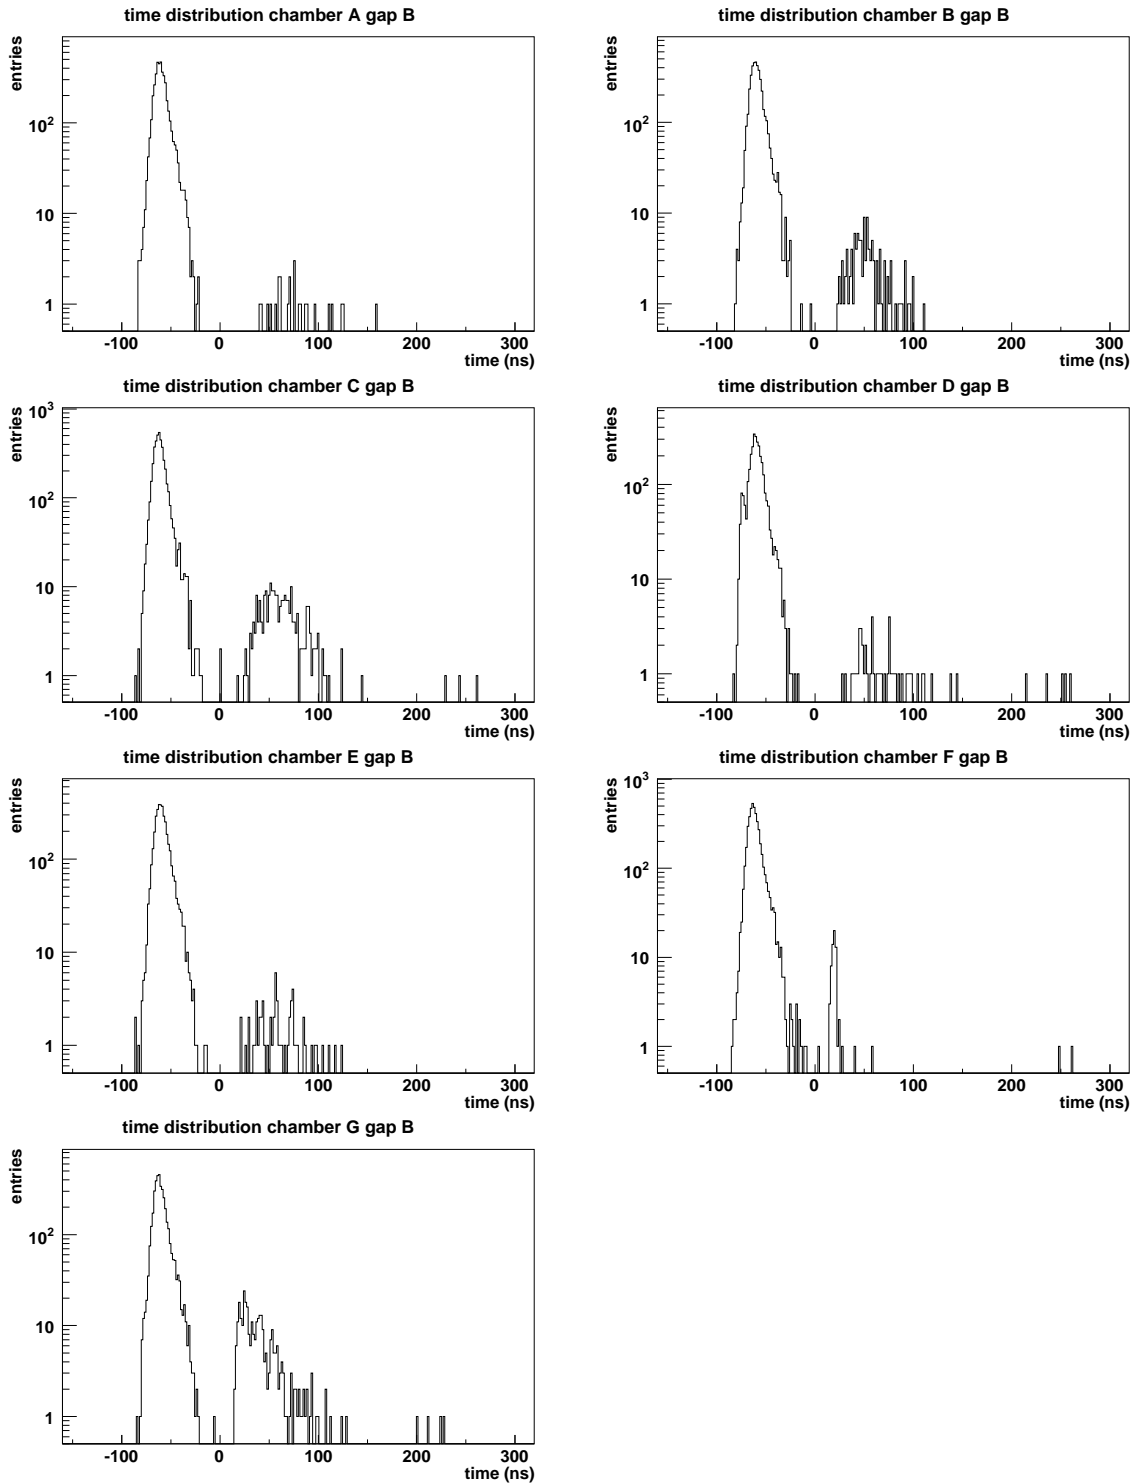 time distribution chamber A gap B
entries
10²
10
1
-100 0 100 200 300
time (ns)
time distribution chamber B gap B
entries
10²
10
1
-100 0 100 200 300
time (ns)
time distribution chamber C gap B
entries
10³
10²
10
1
-100 0 100 200 300
time (ns)
time distribution chamber D gap B
entries
10²
10
1
-100 0 100 200 300
time (ns)
time distribution chamber E gap B
entries
10²
10
1
-100 0 100 200 300
time (ns)
time distribution chamber F gap B
entries
10³
10²
10
1
-100 0 100 200 300
time (ns)
time distribution chamber G gap B
entries
10²
10
1
-100 0 100 200 300
time (ns)